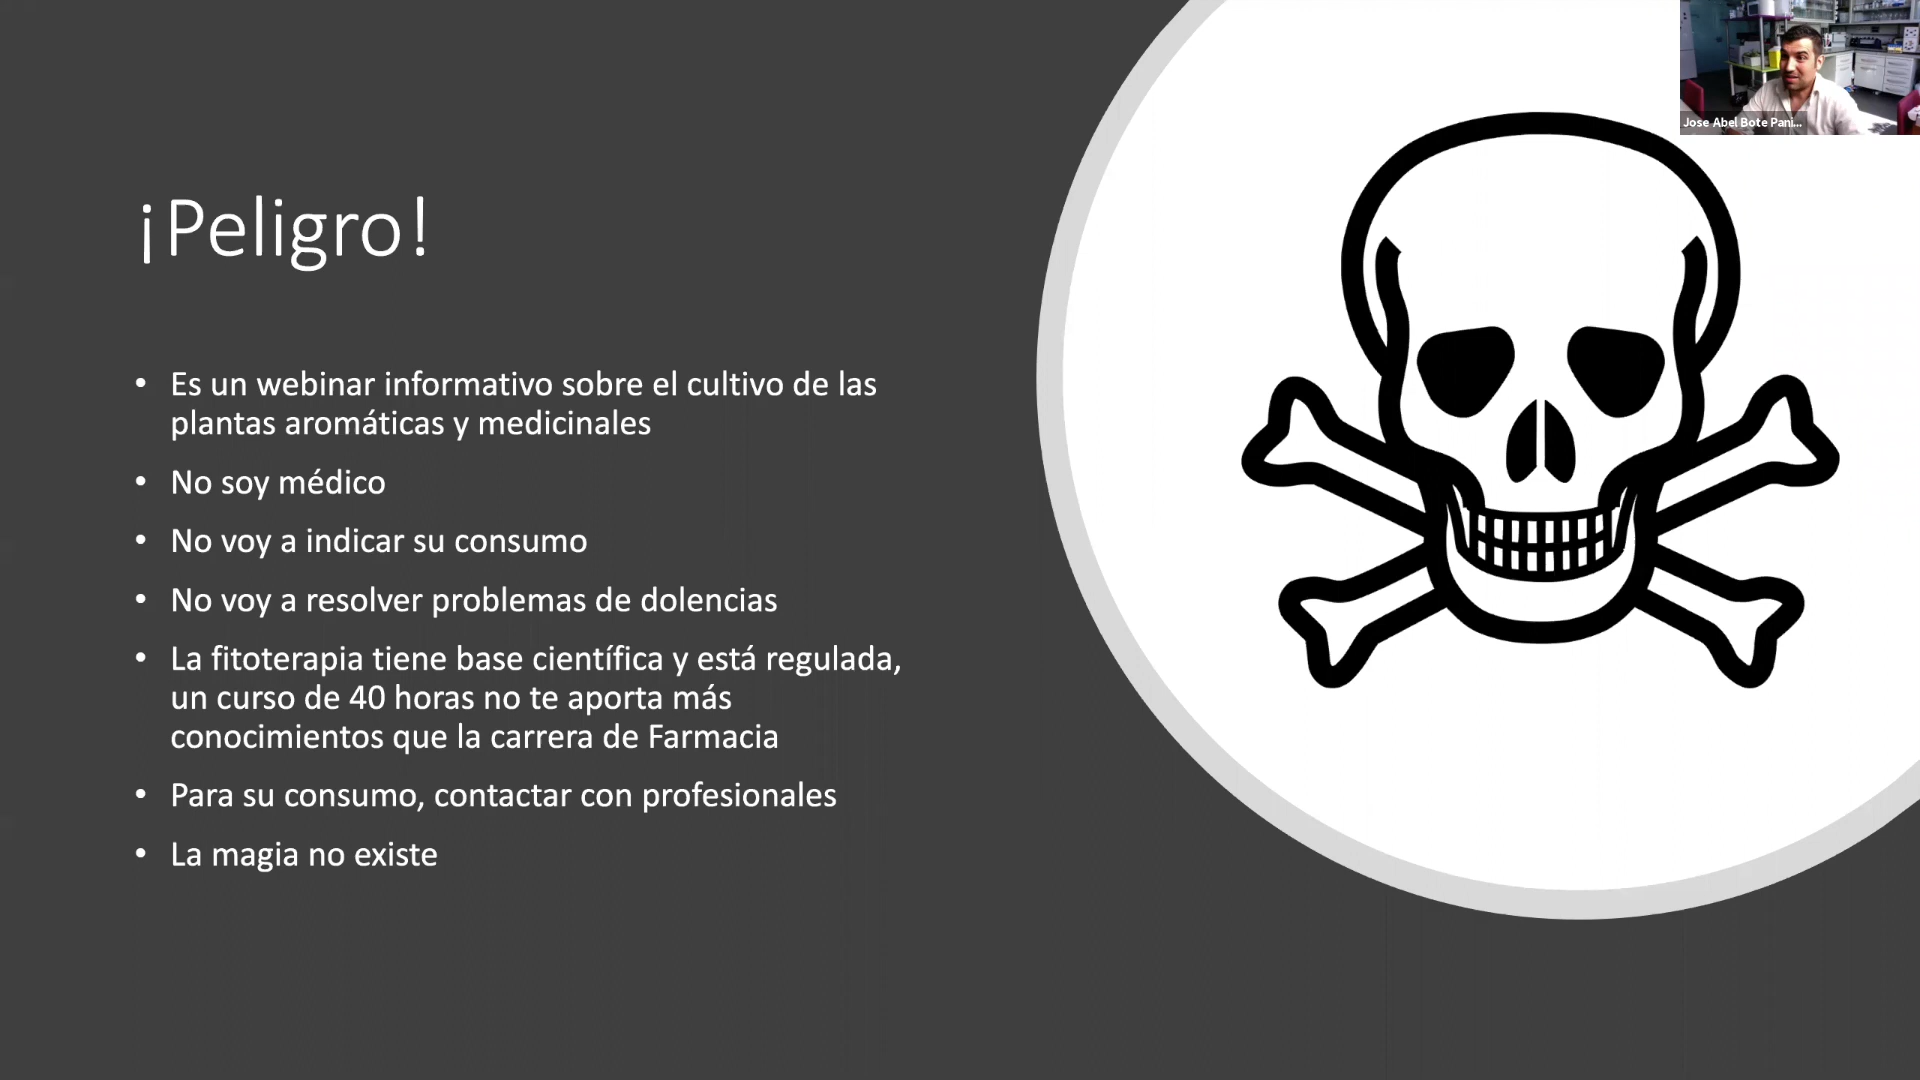 Jose Abel Bote Pani...
¡Peligro!
• Es un webinar informativo sobre el cultivo de las
plantas aromáticas y medicinales
• No soy médico
• No voy a indicar su consumo
• No voy a resolver problemas de dolencias
• La fitoterapia tiene base científica y está regulada,
un curso de 40 horas no te aporta más
conocimientos que la carrera de Farmacia
• Para su consumo, contactar con profesionales
• La magia no existe